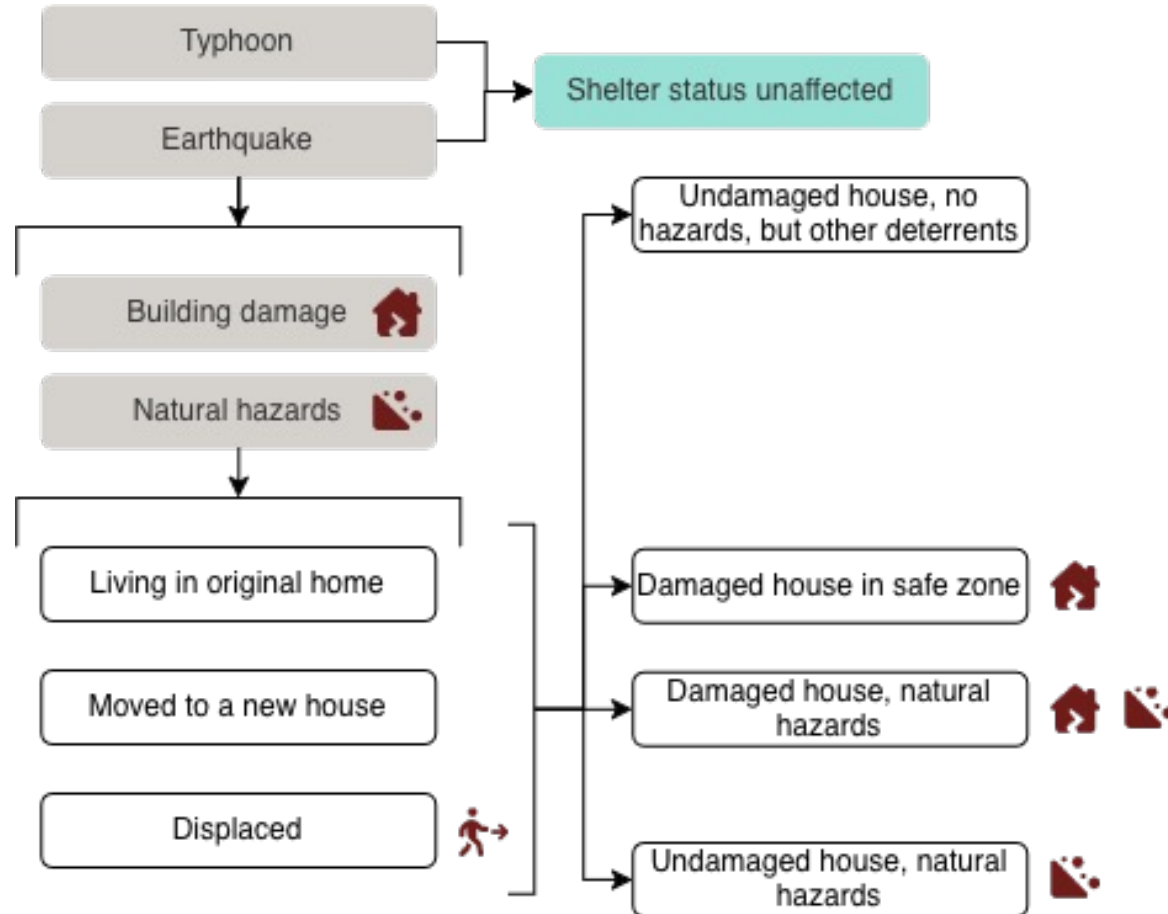 Typhoon
Shelter status unaffected
Earthquake
Undamaged house, no
hazards, but other deterrents
Building damage
Natural hazards
Living in original home
Damaged house in safe zone
Moved to a new house
Damaged house, natural
hazards
Displaced
Undamaged house, natural
hazards